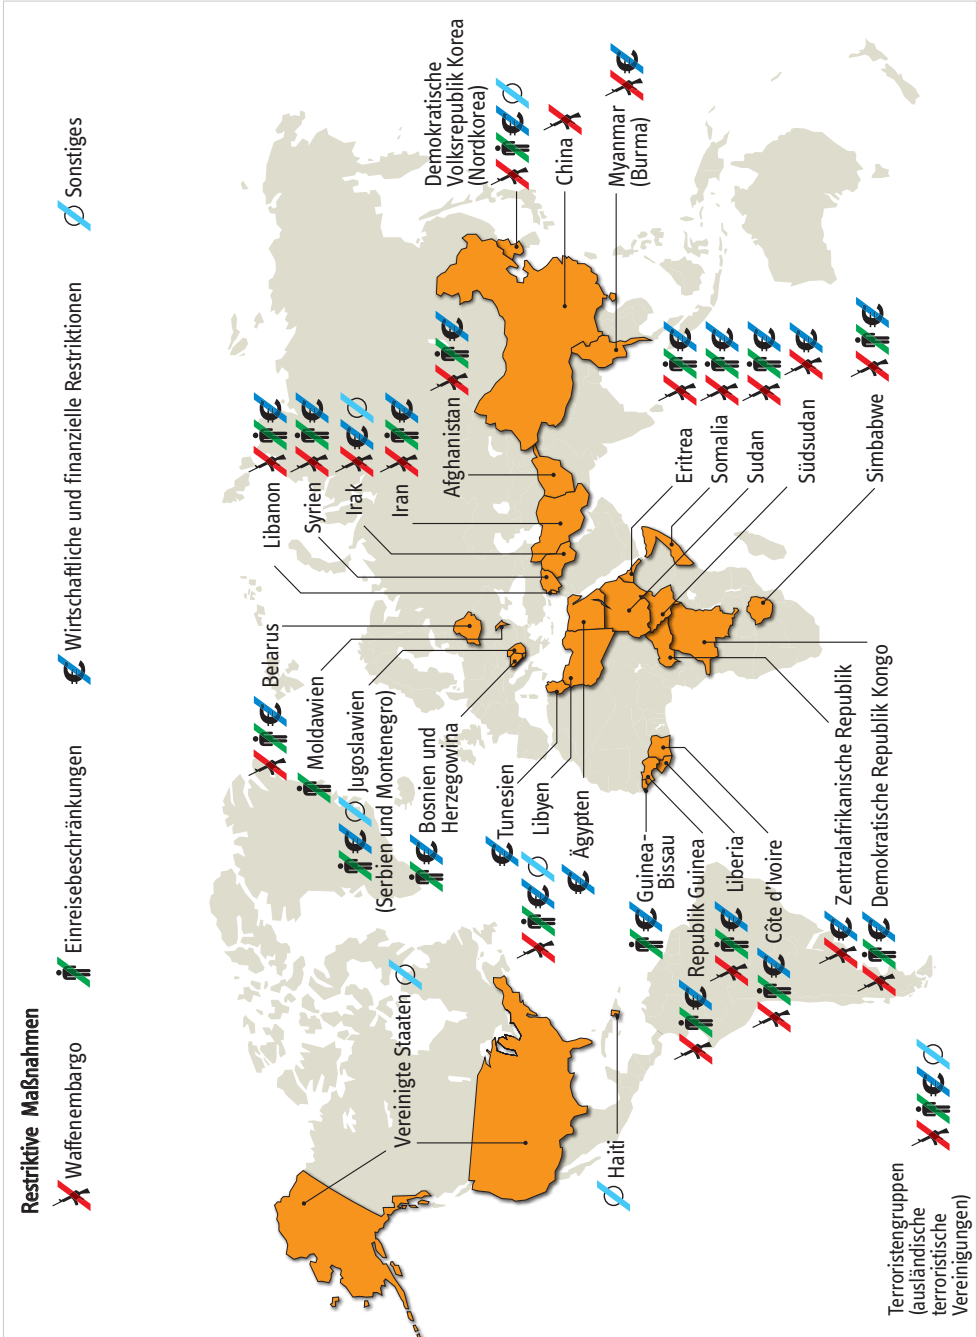 Restriktive Maßnahmen
Waffenembargo
Einreisebeschränkungen
Wirtschaftliche und finanzielle Restriktionen
Sonstiges
Vereinigte Staaten
Haiti
Belarus
Moldawien
Jugoslawien
(Serbien und Montenegro)
Bosnien und
Herzegowina
Tunesien
Libyen
Ägypten
Guinea-
Bissau
Republik Guinea
Liberia
Côte d'Ivoire
Zentralafrikanische Republik
Demokratische Republik Kongo
Libanon
Syrien
Irak
Iran
Afghanistan
Eritrea
Somalia
Sudan
Südsudan
Simbabwe
Demokratische
Volksrepublik Korea
(Nordkorea)
China
Myanmar
(Burma)
Terroristengruppen
(ausländische
terroristische
Vereinigungen)